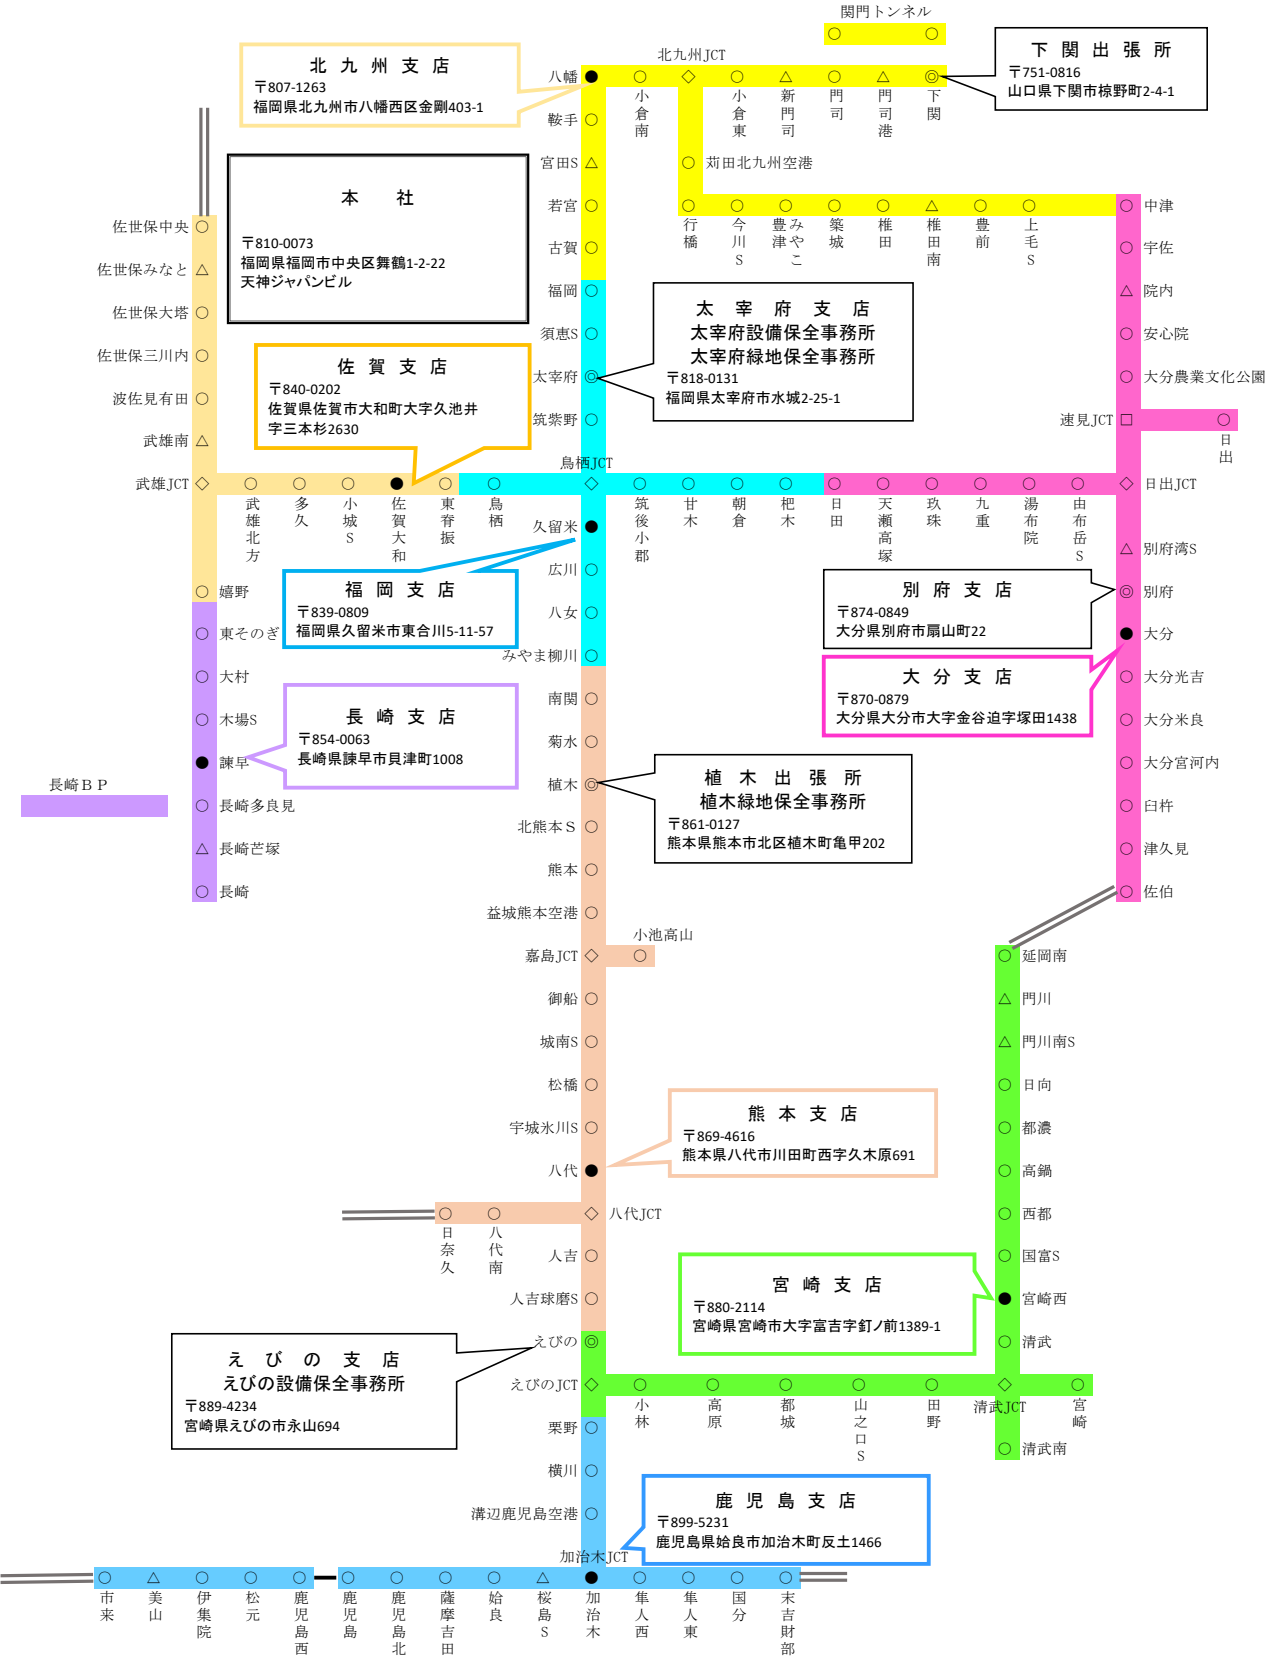 関門トンネル
北九州JCT
八幡
小倉南
小倉東
新門司
門司
門司港
下関
下関出張所
〒751-0816
山口県下関市椋野町2-4-1
北九州支店
〒807-1263
福岡県北九州市八幡西区金剛403-1
鞍手
宮田S
苅田北九州空港
若宮
行橋
今川S
みやこ豊津
築城
椎田
椎田南
豊前
上毛S
中津
古賀
宇佐
本社
〒810-0073
福岡県福岡市中央区舞鶴1-2-22
天神ジャパンビル
佐世保中央
佐世保みなと
佐世保大塔
佐世保三川内
波佐見有田
武雄南
武雄JCT
福岡
須恵S
太宰府
筑紫野
太宰府支店
太宰府設備保全事務所
太宰府緑地保全事務所
〒818-0131
福岡県太宰府市水城2-25-1
院内
安心院
大分農業文化公園
速見JCT
日出
佐賀支店
〒840-0202
佐賀県佐賀市大和町大字久池井
字三本杉2630
鳥栖JCT
武雄北方
多久
小城S
佐賀大和
東脊振
鳥栖
筑後小郡
甘木
朝倉
杷木
日田
天瀬高塚
玖珠
九重
湯布院
由布岳S
日出JCT
久留米
広川
八女
みやま柳川
福岡支店
〒839-0809
福岡県久留米市東合川5-11-57
別府湾S
別府
大分
別府支店
〒874-0849
大分県別府市扇山町22
大分支店
〒870-0879
大分県大分市大字金谷迫字塚田1438
嬉野
東そのぎ
大村
木場S
諫早
長崎多良見
長崎芒塚
長崎
長崎BP
長崎支店
〒854-0063
長崎県諫早市貝津町1008
南関
菊水
植木
北熊本S
熊本
益城熊本空港
植木出張所
植木緑地保全事務所
〒861-0127
熊本県熊本市北区植木町亀甲202
大分光吉
大分米良
大分宮河内
臼杵
津久見
佐伯
小池高山
嘉島JCT
御船
城南S
松橋
宇城氷川S
八代
熊本支店
〒869-4616
熊本県八代市川田町西字久木原691
延岡南
門川
門川南S
日向
都濃
高鍋
西都
国富S
宮崎西
清武
日奈久
八代南
八代JCT
人吉
人吉球磨S
宮崎支店
〒880-2114
宮崎県宮崎市大字富吉字釘ノ前1389-1
えびの支店
えびの設備保全事務所
〒889-4234
宮崎県えびの市永山694
えびの
えびのJCT
小林
高原
都城
山之口S
田野
清武JCT
宮崎
清武南
栗野
横川
溝辺鹿児島空港
鹿児島支店
〒899-5231
鹿児島県姶良市加治木町反土1466
加治木JCT
市来
美山
伊集院
松元
鹿児島西
鹿児島
鹿児島北
薩摩吉田
姶良
桜島S
加治木
隼人西
隼人東
国分
末吉財部